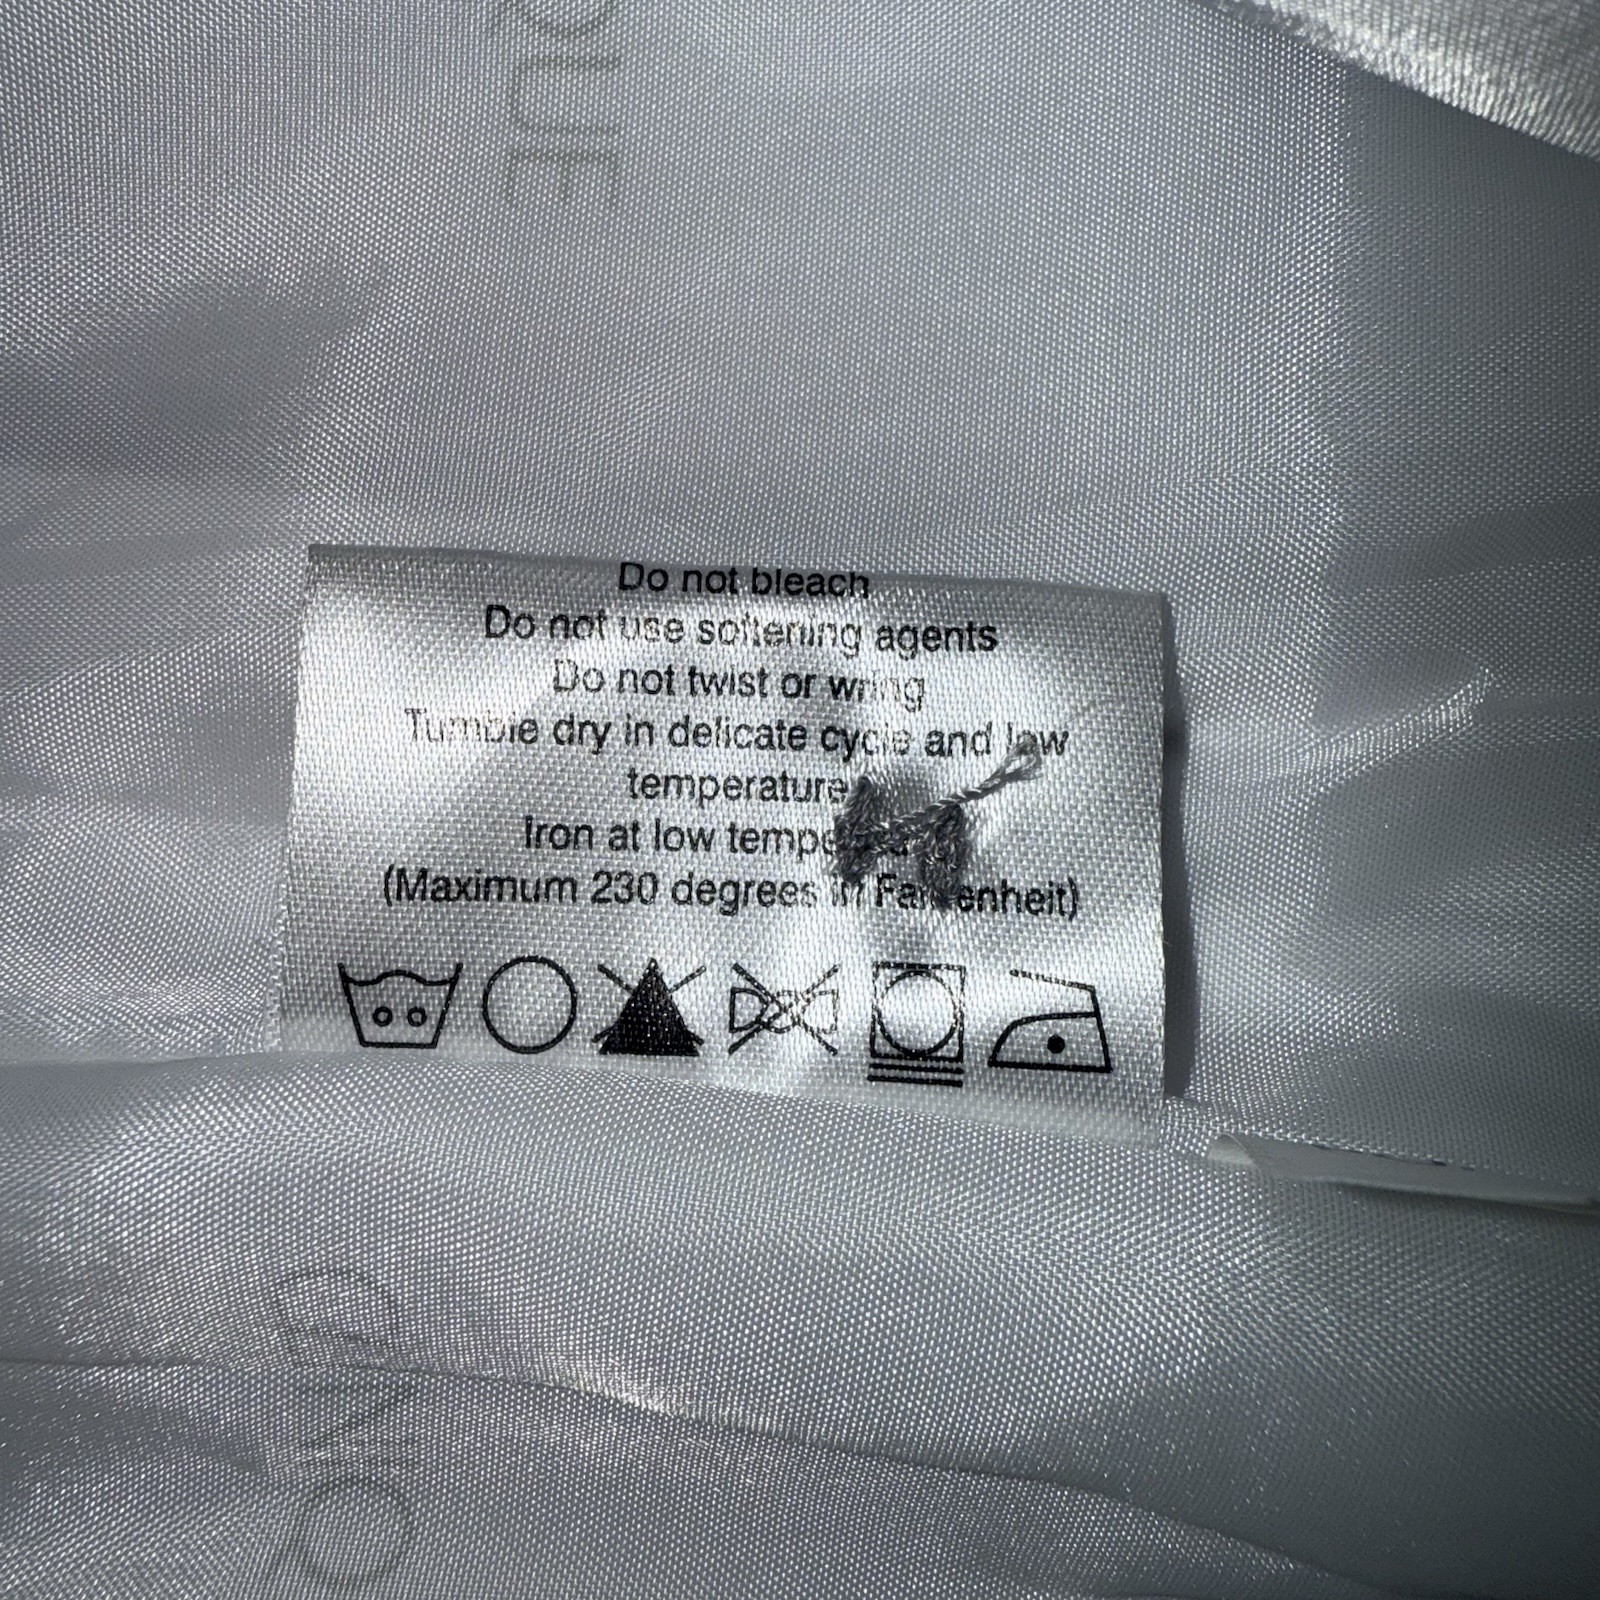 Do not bleach
Do not use softening agents
Do not twist or wring
Tumble dry in delicate cycle and low
temperature
Iron at low
(Maximum 230 degrees in Fahrenheit)